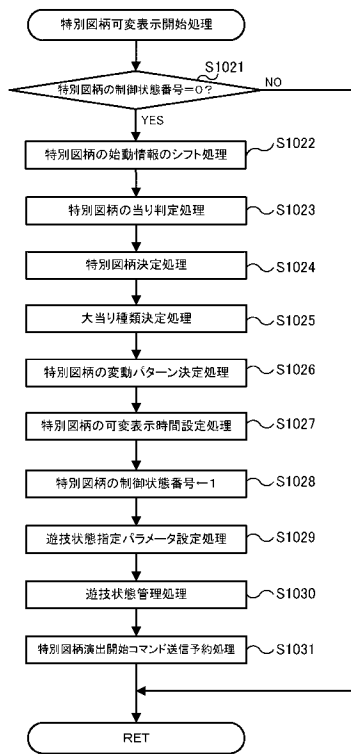 特別図柄可変表示開始処理
S1021
特別図柄の制御状態番号=0?
NO
YES
特別図柄の始動情報のシフト処理
S1022
特別図柄の当り判定処理
S1023
特別図柄決定処理
S1024
大当り種類決定処理
S1025
特別図柄の変動パターン決定処理
S1026
特別図柄の可変表示時間設定処理
S1027
特別図柄の制御状態番号←1
S1028
遊技状態指定パラメータ設定処理
S1029
遊技状態管理処理
S1030
特別図柄演出開始コマンド送信予約処理
S1031
RET